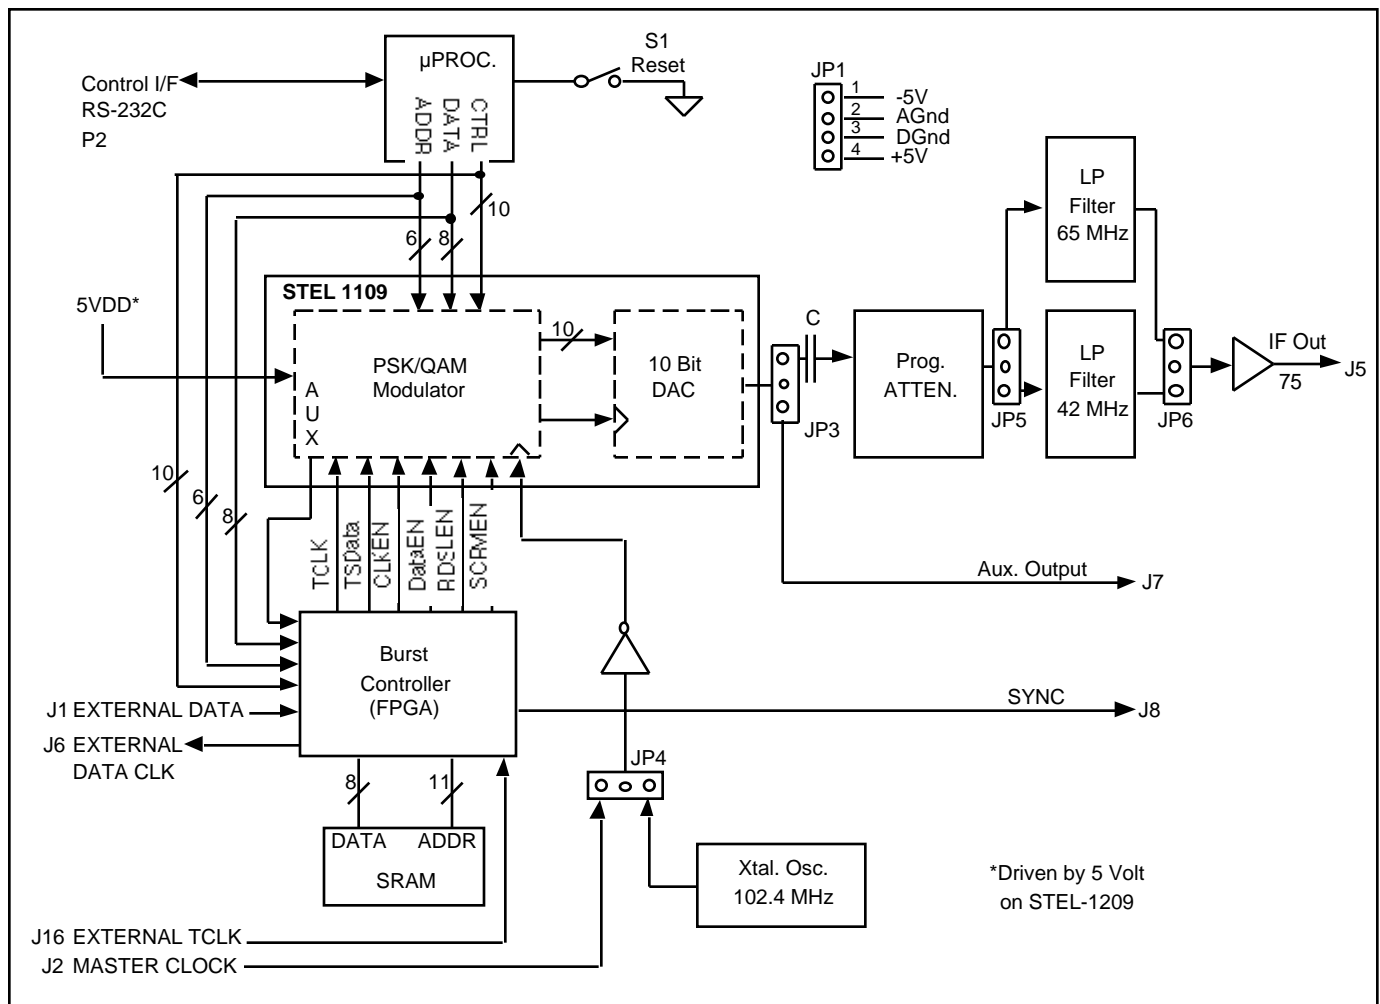 S1
Reset
µPROC.
Control I/F
RS-232C
P2
ADDR
DATA
CTRL
JP1
1 -5V
2 AGnd
3 DGnd
4 +5V
10
6
8
LP
Filter
65 MHz
STEL 1109
5VDD*
PSK/QAM
Modulator
AUX
10
10 Bit
DAC
C
JP3
Prog.
ATTEN.
JP5
LP
Filter
42 MHz
JP6
IF Out
75
J5
10
6
8
TCLK
TSData
CLKEN
DataEN
RDSLEN
SCRMEN
Aux. Output
J7
Burst
Controller
(FPGA)
J1 EXTERNAL DATA
J6 EXTERNAL
DATA CLK
SYNC
J8
JP4
8
11
DATA ADDR
SRAM
Xtal. Osc.
102.4 MHz
*Driven by 5 Volt
on STEL-1209
J16 EXTERNAL TCLK
J2 MASTER CLOCK